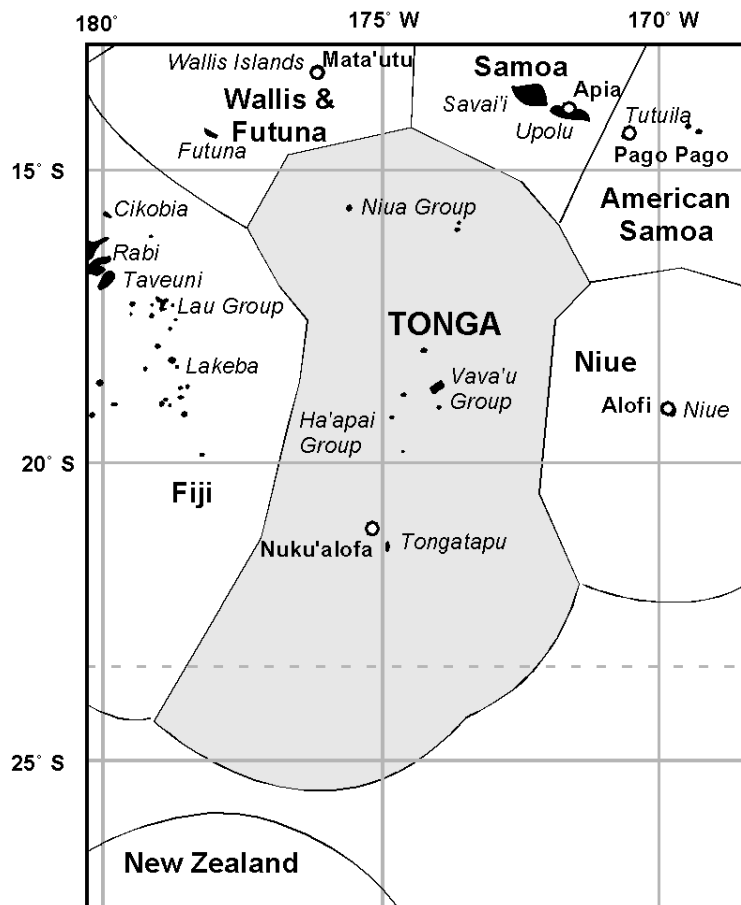 180°
175° W
170° W
Wallis Islands
Mata'utu
Wallis &
Futuna
Futuna
Samoa
Savai'i
Apia
Upolu
Tutuila
Pago Pago
American
Samoa
15° S
Cikobia
Rabi
Taveuni
Lau Group
Lakeba
Niua Group
TONGA
Vava'u
Group
Ha'apai
Group
Niue
Alofi
Niue
20° S
Fiji
Nuku'alofa
Tongatapu
25° S
New Zealand